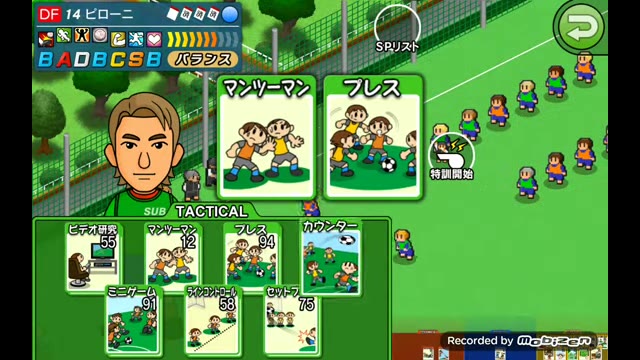 DF 14 ピローニ
BADBCSB バランス
SPリスト
マンツーマン
プレス
特訓開始
SUB
TACTICAL
ビデオ研究
55
マンツーマン
12
プレス
94
カウンター
ミニゲーム
91
ラインコントロール
58
セットプ
75
Recorded by Mobizen